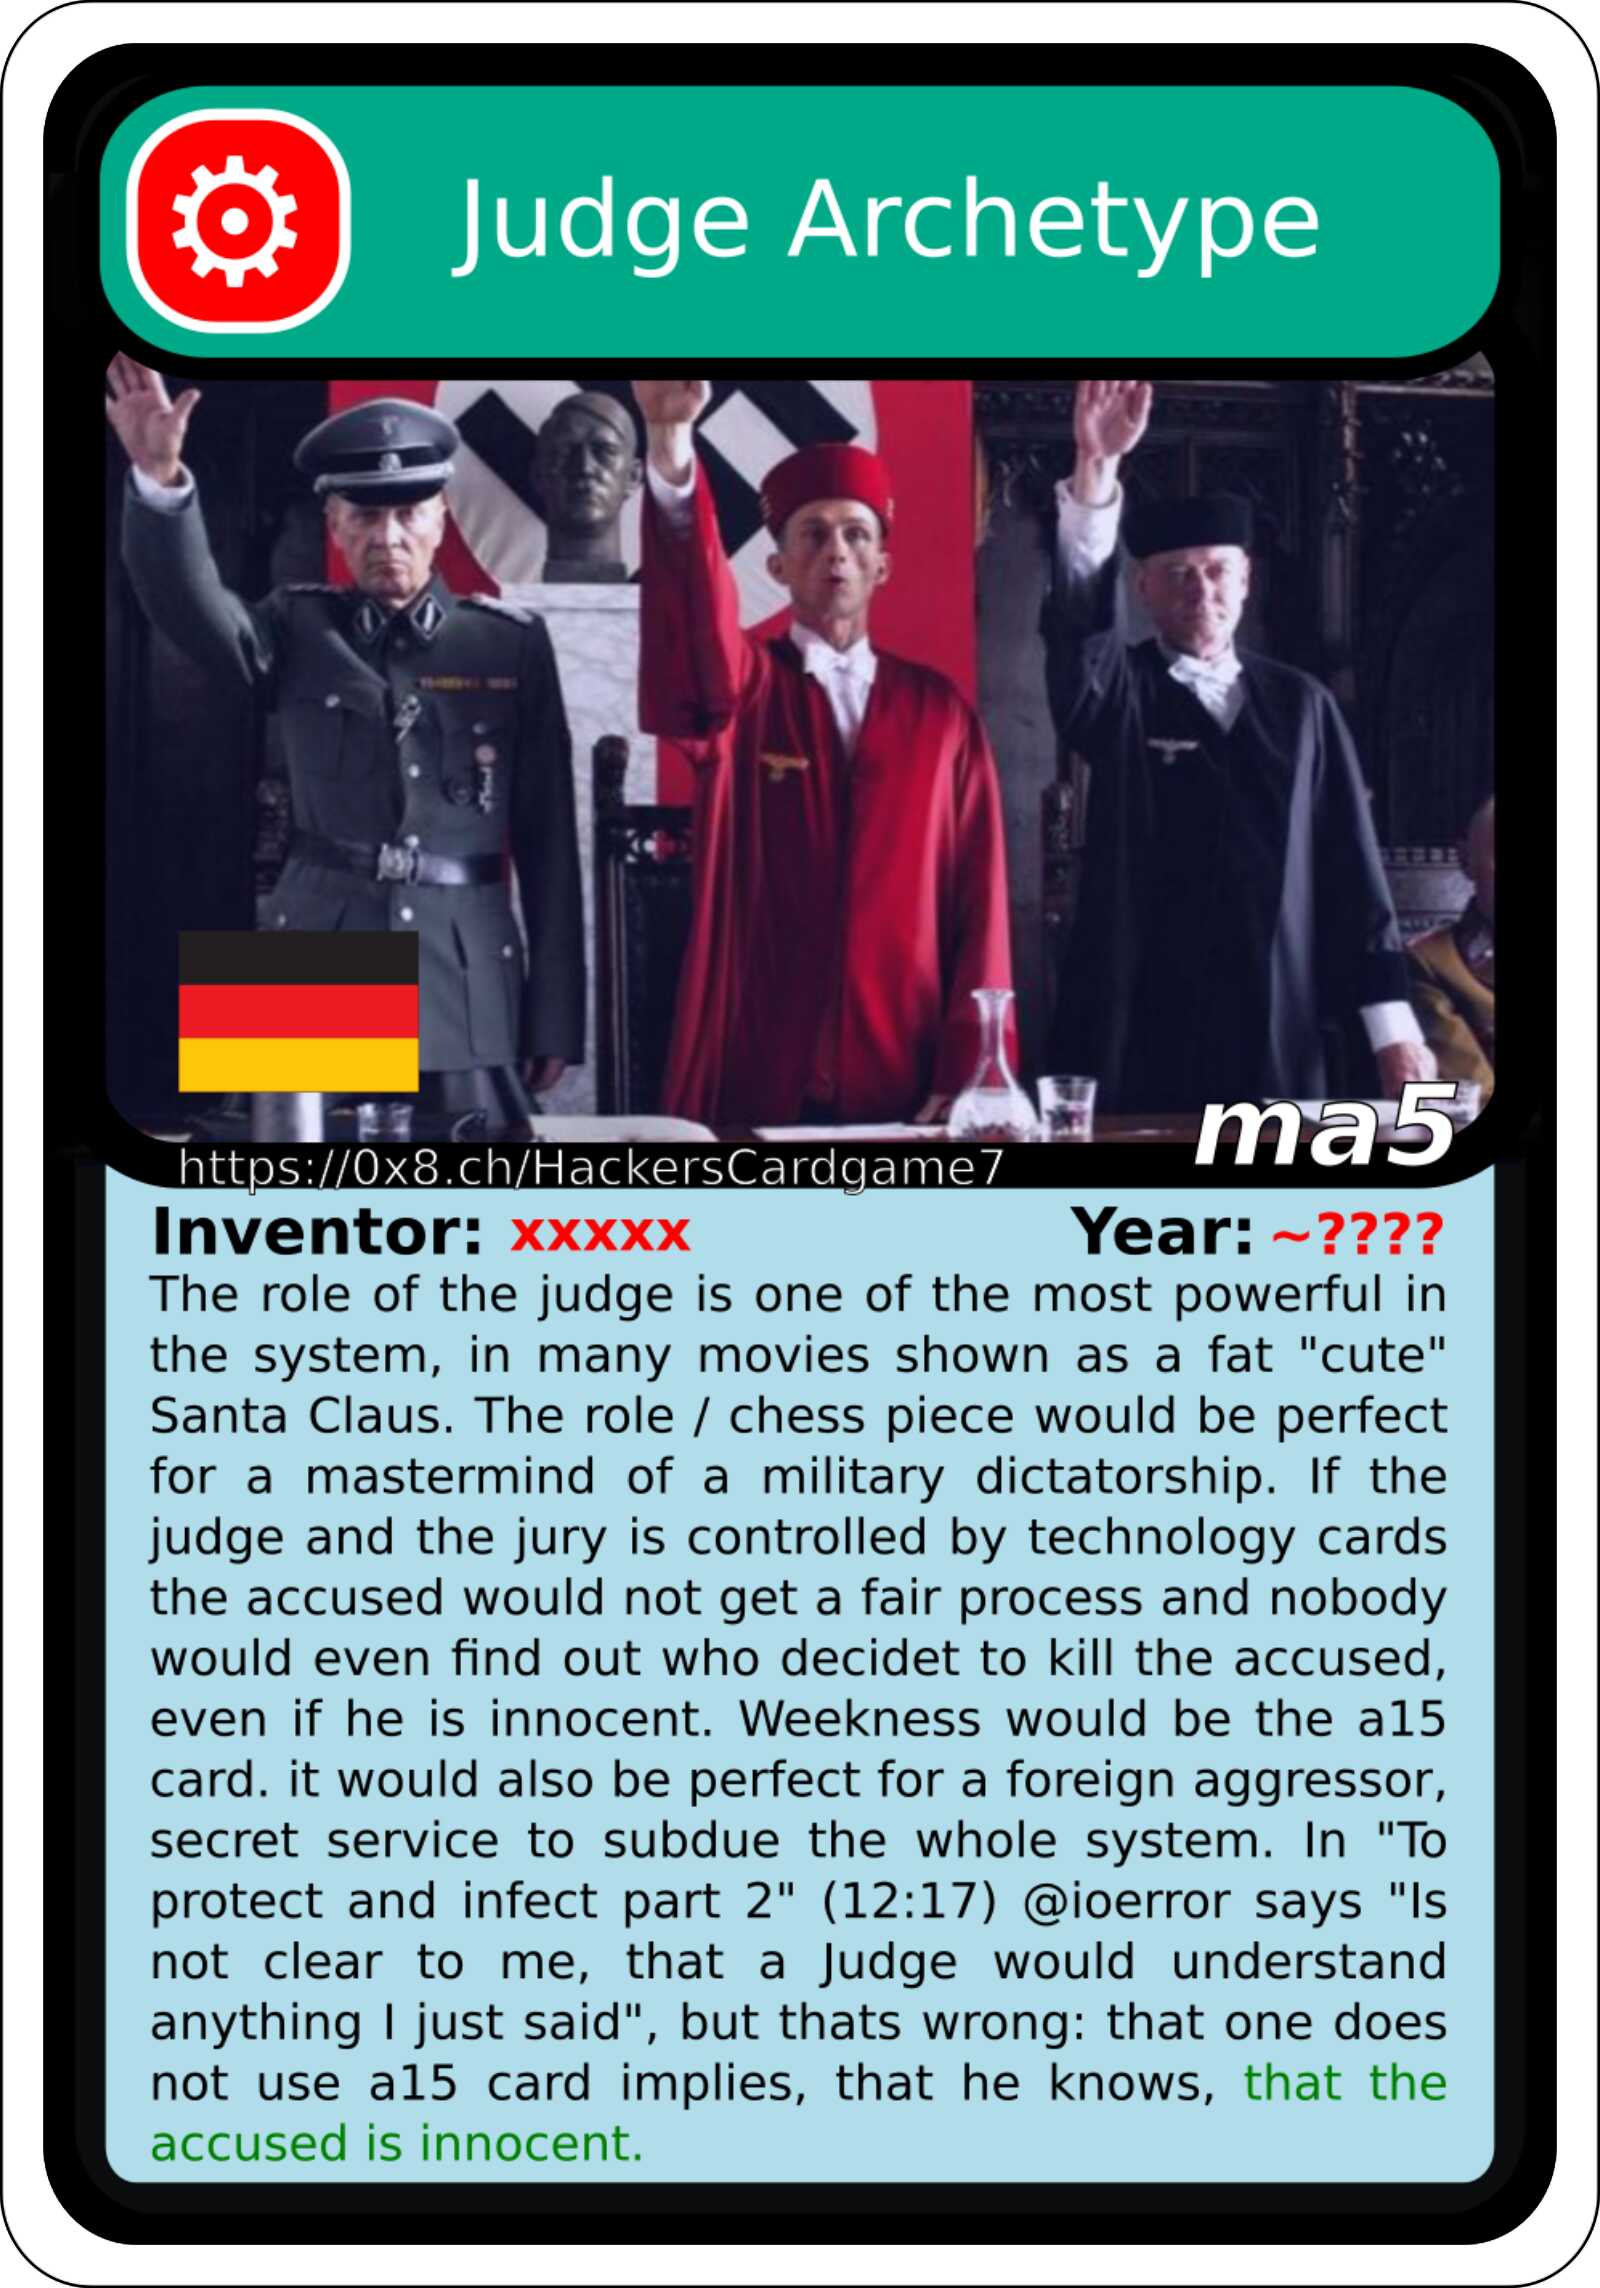 Judge Archetype
ma5
https://0x8.ch/HackersCardgame7
Inventor: xxxxx Year: ~????
The role of the judge is one of the most powerful in
the system, in many movies shown as a fat "cute"
Santa Claus. The role / chess piece would be perfect
for a mastermind of a military dictatorship. If the
judge and the jury is controlled by technology cards
the accused would not get a fair process and nobody
would even find out who decidet to kill the accused,
even if he is innocent. Weekness would be the a15
card. it would also be perfect for a foreign aggressor,
secret service to subdue the whole system. In "To
protect and infect part 2" (12:17) @ioerror says "Is
not clear to me, that a Judge would understand
anything I just said", but thats wrong: that one does
not use a15 card implies, that he knows, that the
accused is innocent.